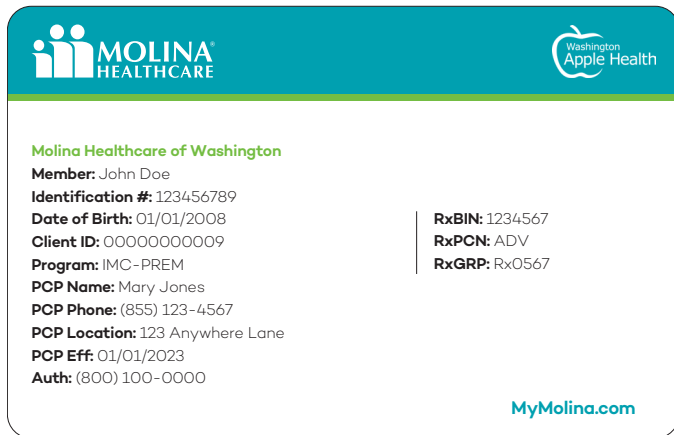 MOLINA®
HEALTHCARE
Washington
Apple Health
Molina Healthcare of Washington
Member: John Doe
Identification #: 123456789
Date of Birth: 01/01/2008
Client ID: 00000000009
Program: IMC-PREM
PCP Name: Mary Jones
PCP Phone: (855) 123-4567
PCP Location: 123 Anywhere Lane
PCP Eff: 01/01/2023
Auth: (800) 100-0000
RxBIN: 1234567
RxPCN: ADV
RxGRP: Rx0567
MyMolina.com